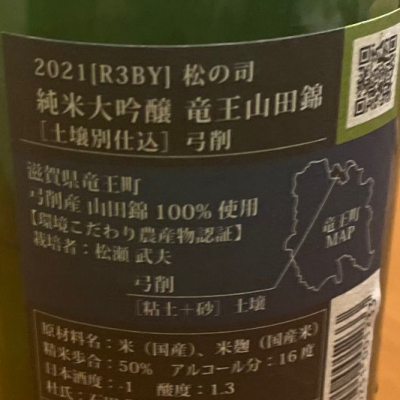 2021[R3BY] 松の司
純米大吟醸 竜王山田錦
［土壌別仕込］弓削
滋賀県竜王町
弓削産 山田錦 100% 使用
【環境こだわり農産物認証】
栽培者：松瀬 武夫
竜王町
MAP
弓削
［粘土＋砂］土壌
原材料名：米（国産）、米麹（国産米）
精米歩合：50% アルコール分：16度
日本酒度：-1 酸度：1.3
杜氏：石田